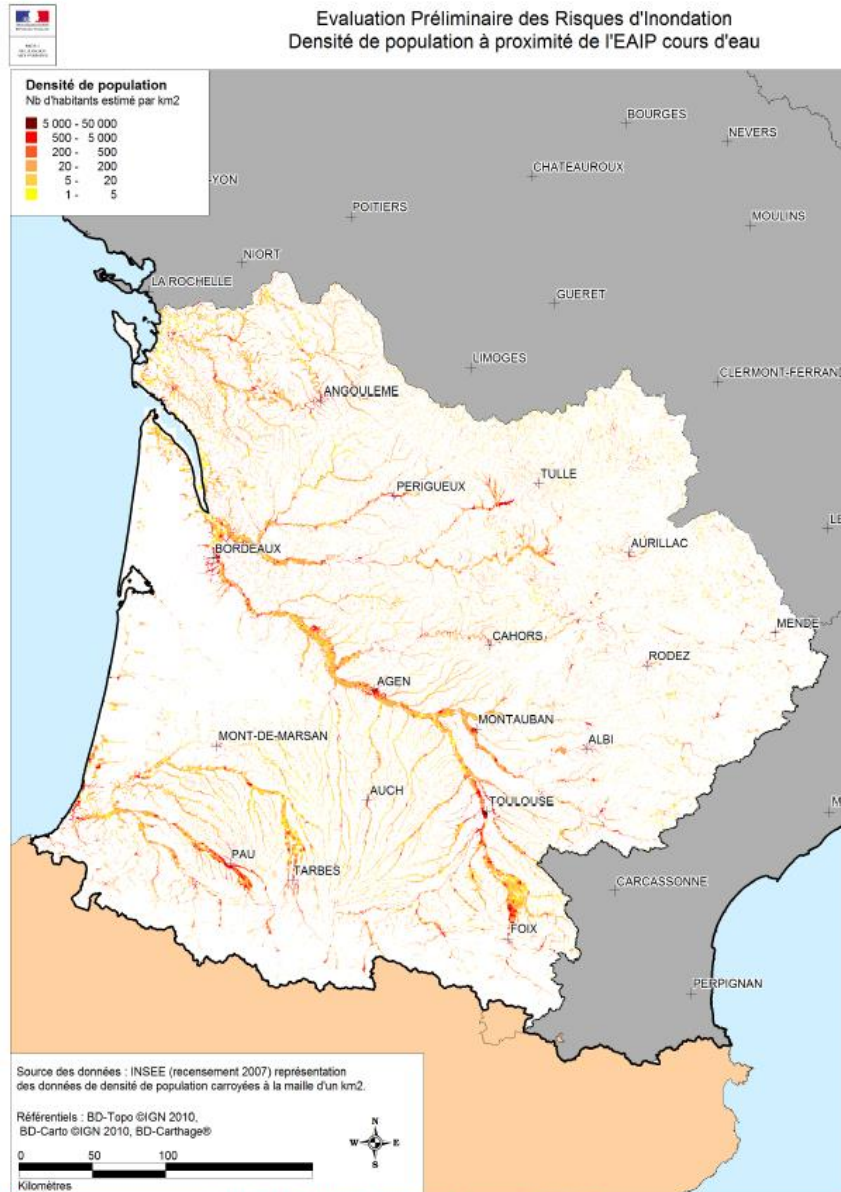 Evaluation Préliminaire des Risques d'Inondation
Densité de population à proximité de l'EAIP cours d'eau
Densité de population
Nb d'habitants estimé par km2
5 000 - 50 000
500 - 5 000
200 - 500
20 - 200
5 - 20
1 - 5
BOURGES
NEVERS
CHATEAUROUX
-YON
POITIERS
MOULINS
NIORT
LA ROCHELLE
GUERET
LIMOGES
CLERMONT-FERRAND
ANGOULEME
PERIGUEUX
TULLE
LE
BORDEAUX
AURILLAC
MENDE
CAHORS
RODEZ
AGEN
MONTAUBAN
MONT-DE-MARSAN
ALBI
AUCH
TOULOUSE
M
PAU
TARBES
CARCASSONNE
FOIX
PERPIGNAN
Source des données : INSEE (recensement 2007) représentation
des données de densité de population carroyées à la maille d'un km2.
Référentiels : BD-Topo ©IGN 2010,
BD-Carto ©IGN 2010, BD-Carthage®
N
W E
S
0 50 100
Kilomètres